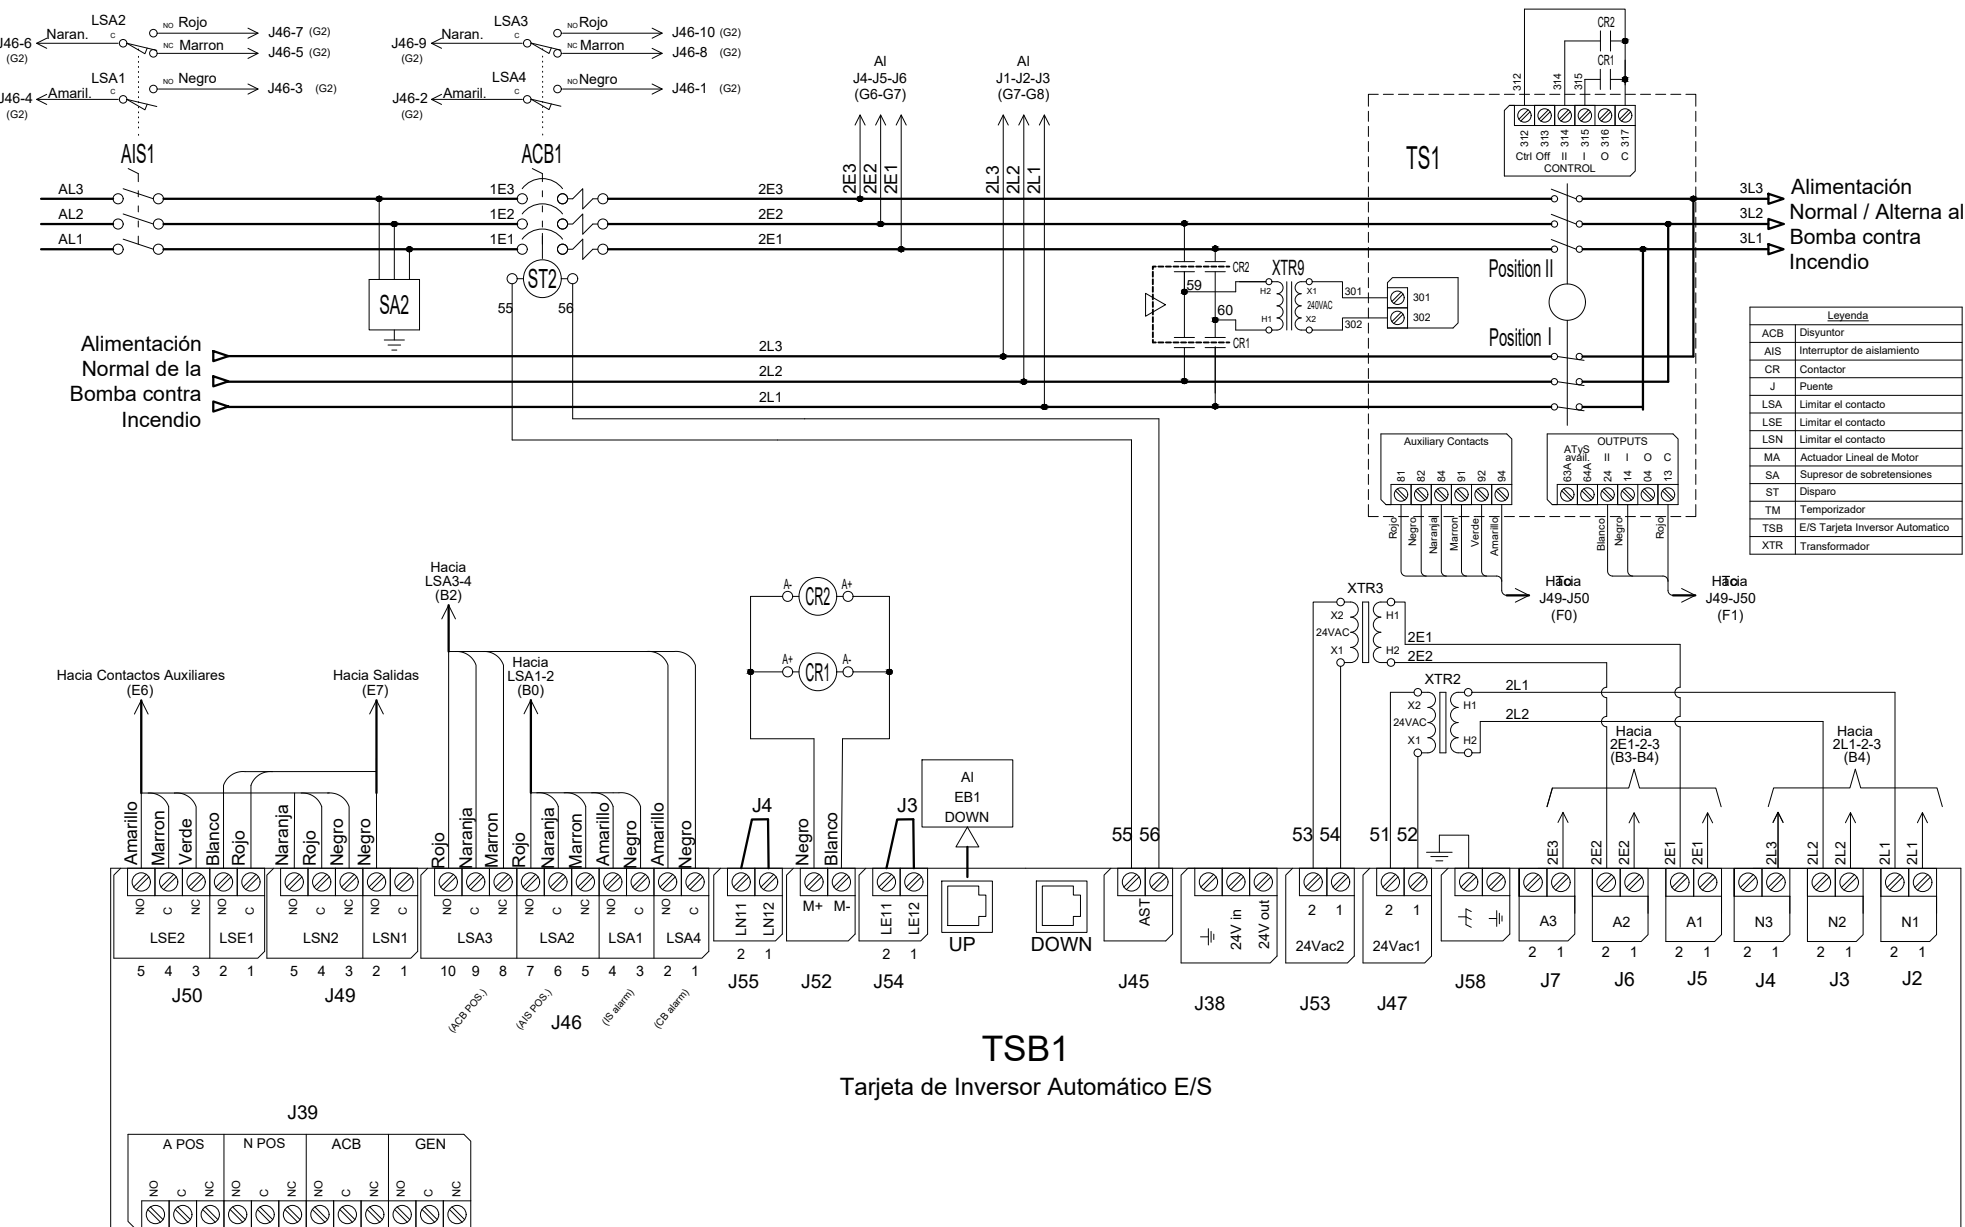 LSA2
NO Rojo
J46-7 (G2)
Naran.
C
NC Marron
J46-5 (G2)
J46-6
(G2)
LSA1
NO Negro
J46-3 (G2)
Amaril.
C
J46-4
(G2)
LSA3
NO Rojo
J46-10 (G2)
J46-9
(G2)
Naran.
C
NC Marron
J46-8 (G2)
LSA4
NO Negro
J46-1 (G2)
J46-2
(G2)
Amaril.
C
Al
J4-J5-J6
(G6-G7)
Al
J1-J2-J3
(G7-G8)
2E3
2E2
2E1
2L3
2L2
2L1
CR2
CR1
312
314
315
312
313
314
315
316
317
Ctrl Off II I O C
CONTROL
TS1
AIS1
ACB1
AL3
1E3
2E3
3L3
AL2
1E2
2E2
3L2
AL1
1E1
2E1
3L1
Alimentación
Normal / Alterna al
Bomba contra
Incendio
SA2
ST2
55
56
CR2
59
60
CR1
XTR9
H2
H1
X1
240VAC
X2
301
302
301
302
Position II
Position I
Alimentación
Normal de la
Bomba contra
Incendio
2L3
2L2
2L1
Leyenda
ACB Disyuntor
AIS Interruptor de aislamiento
CR Contactor
J Puente
LSA Limitar el contacto
LSE Limitar el contacto
LSN Limitar el contacto
MA Actuador Lineal de Motor
SA Supresor de sobretensiones
ST Disparo
TM Temporizador
TSB E/S Tarjeta Inversor Automatico
XTR Transformador
Auxiliary Contacts
81
82
84
91
92
94
Rojo
Negro
Naranja
Marron
Verde
Amarillo
OUTPUTS
ATyS
avail. II I O C
63A
64A
24
14
04
13
Blanco
Negro
Rojo
Hacia
J49-J50
(F0)
Hacia
J49-J50
(F1)
Hacia
LSA3-4
(B2)
A- CR2 A+
A+ CR1 A-
XTR3
X2
24VAC
X1
H1
H2
2E1
2E2
XTR2
X2
24VAC
X1
H1
H2
2L1
2L2
Hacia Contactos Auxiliares
(E6)
Hacia Salidas
(E7)
Hacia
LSA1-2
(B0)
Hacia
2E1-2-3
(B3-B4)
Hacia
2L1-2-3
(B4)
Al
EB1
DOWN
J4
J3
Amarillo
Marron
Verde
Blanco
Rojo
Naranja
Rojo
Negro
Negro
Rojo
Naranja
Marron
Rojo
Naranja
Marron
Amarillo
Negro
Amarillo
Negro
Negro
Blanco
55
56
53
54
51
52
2E3
2E2
2E2
2E1
2E1
2L3
2L2
2L2
2L1
2L1
NO C NC NO C
LSE2 LSE1
5 4 3 2 1
J50
NO C NC NO C
LSN2 LSN1
5 4 3 2 1
J49
NO C NC NO C NC NO C NO C
LSA3 LSA2 LSA1 LSA4
10 9 8 7 6 5 4 3 2 1
(ACB POS.)
(AIS POS.)
(IS alarm)
(CB alarm)
J46
LN11
LN12
2 1
J55
M+ M-
J52
LE11
LE12
2 1
J54
UP
DOWN
AST
J45
24V in
24V out
J38
2 1
24Vac2
J53
2 1
24Vac1
J47
J58
A3
2 1
J7
A2
2 1
J6
A1
2 1
J5
N3
2 1
J4
N2
2 1
J3
N1
2 1
J2
TSB1
Tarjeta de Inversor Automático E/S
J39
A POS N POS ACB GEN
NO C NC NO C NC NO C NC NO C NC